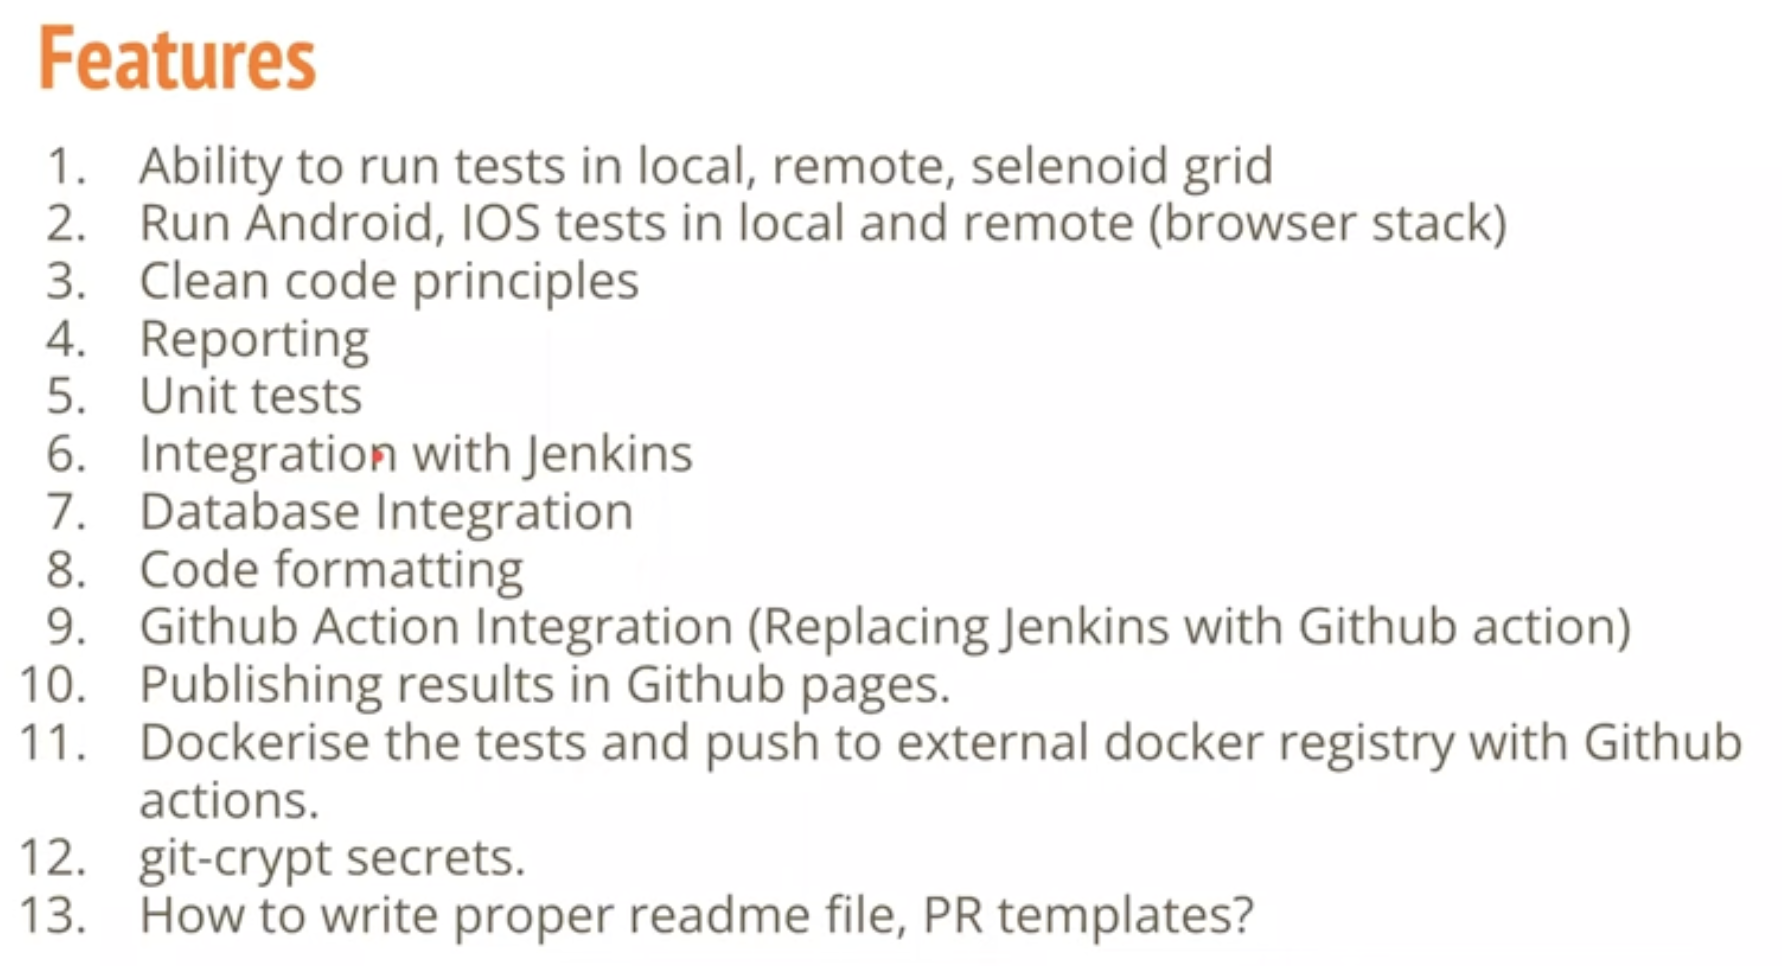 Features
1. Ability to run tests in local, remote, selenoid grid
2. Run Android, IOS tests in local and remote (browser stack)
3. Clean code principles
4. Reporting
5. Unit tests
6. Integration with Jenkins
7. Database Integration
8. Code formatting
9. Github Action Integration (Replacing Jenkins with Github action)
10. Publishing results in Github pages.
11. Dockerise the tests and push to external docker registry with Github
actions.
12. git-crypt secrets.
13. How to write proper readme file, PR templates?